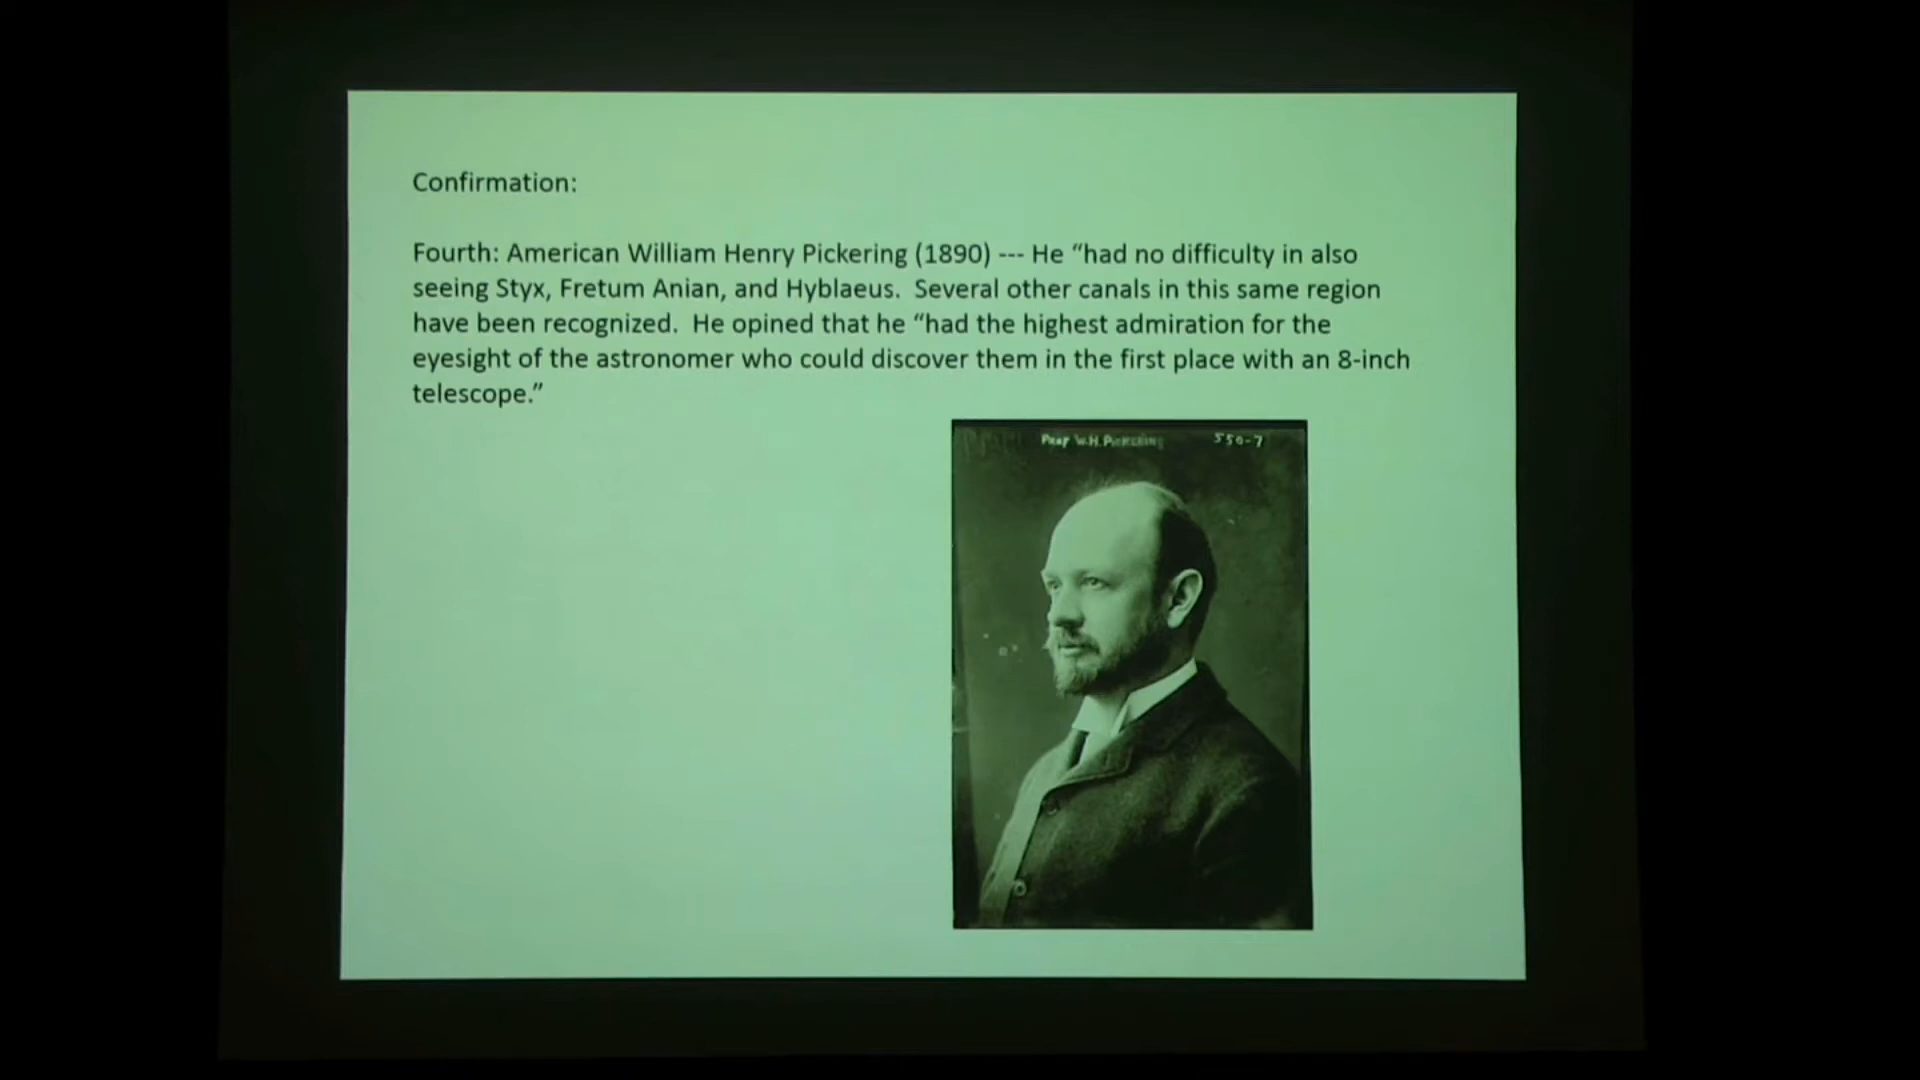 Confirmation:
Fourth: American William Henry Pickering (1890) --- He “had no difficulty in also
seeing Styx, Fretum Anian, and Hyblaeus.  Several other canals in this same region
have been recognized.  He opined that he “had the highest admiration for the
eyesight of the astronomer who could discover them in the first place with an 8-inch
telescope.”
Prof W.H. Pickering 550-7